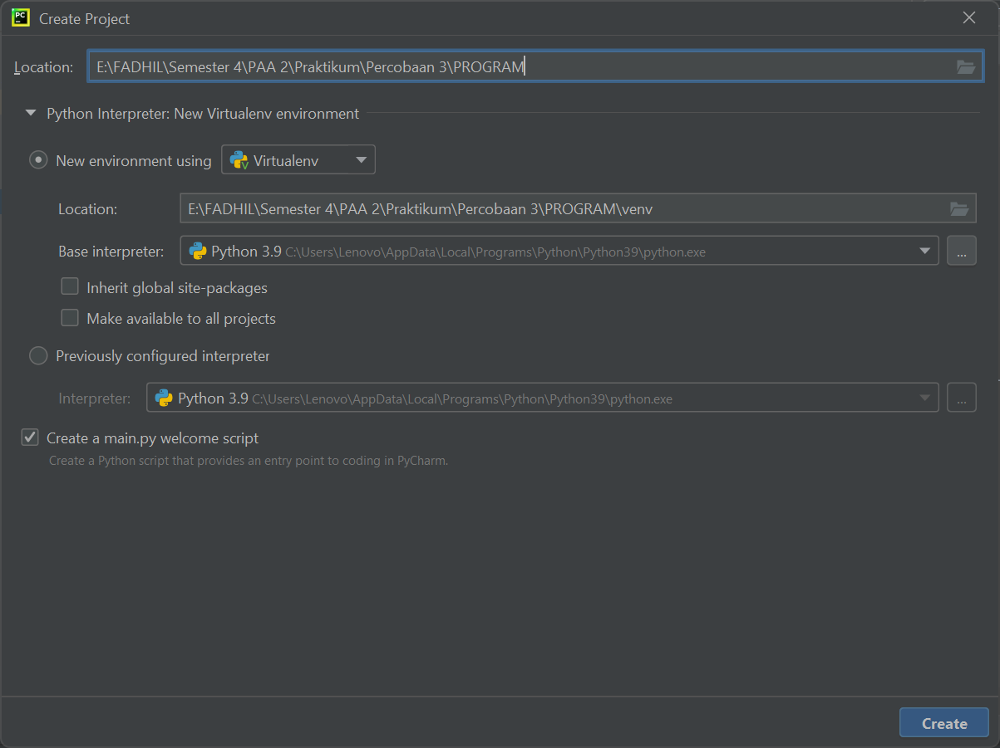 PC
Create Project
Location: E:\FADHIL\Semester 4\PAA 2\Praktikum\Percobaan 3\PROGRAM
Python Interpreter: New Virtualenv environment
New environment using Virtualenv
Location: E:\FADHIL\Semester 4\PAA 2\Praktikum\Percobaan 3\PROGRAM\venv
Base interpreter: Python 3.9 C:\Users\Lenovo\AppData\Local\Programs\Python\Python39\python.exe ...
Inherit global site-packages
Make available to all projects
Previously configured interpreter
Interpreter: Python 3.9 C:\Users\Lenovo\AppData\Local\Programs\Python\Python39\python.exe ...
Create a main.py welcome script
Create a Python script that provides an entry point to coding in PyCharm.
Create